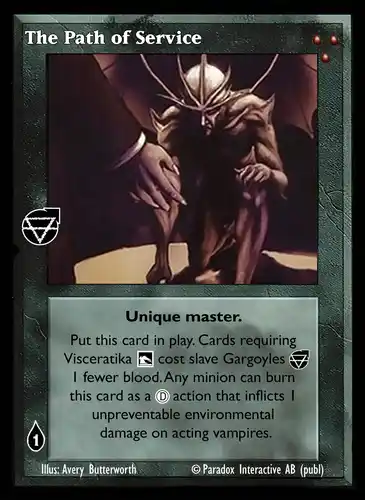 The Path of Service
Unique master.
Put this card in play. Cards requiring
Visceratika cost slave Gargoyles
1 fewer blood. Any minion can burn
this card as a Ⓓ action that inflicts 1
unpreventable environmental
damage on acting vampires.
1
Illus: Avery Butterworth © Paradox Interactive AB (publ)